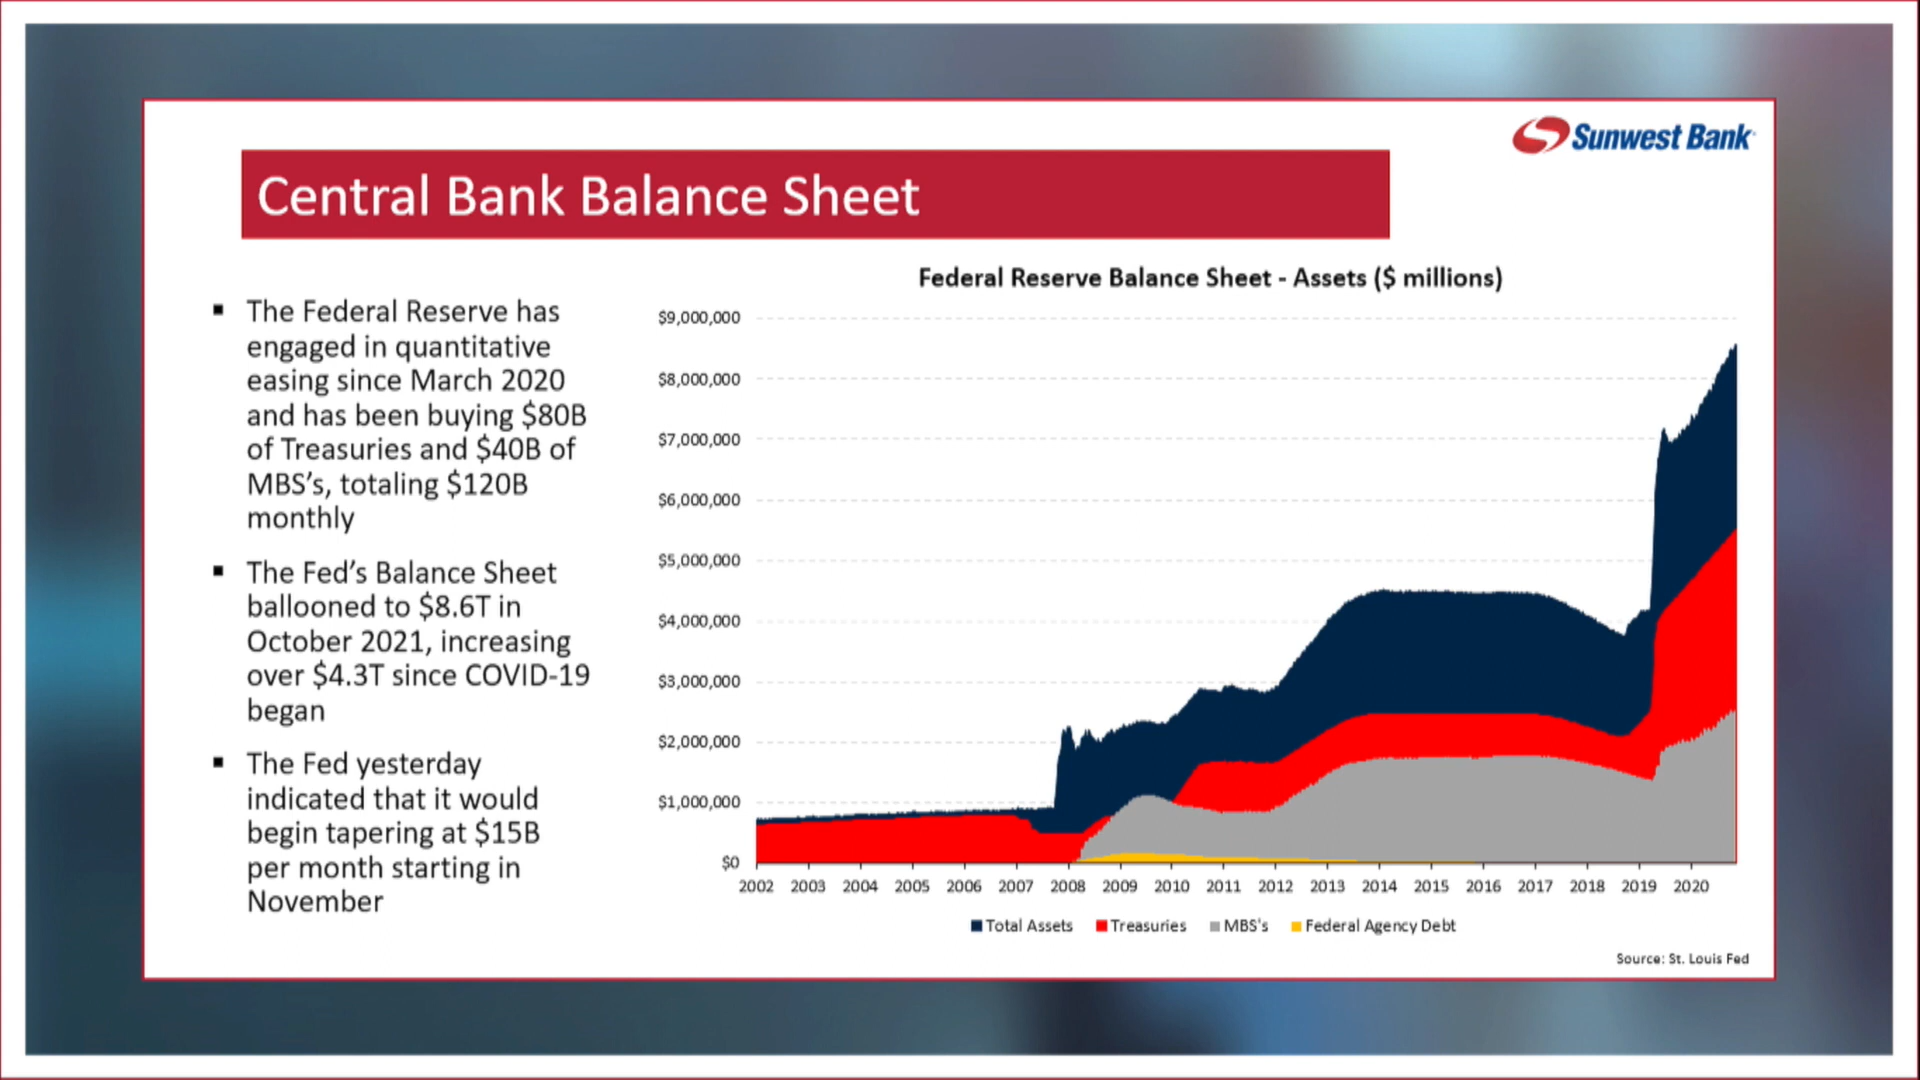 Sunwest Bank
Central Bank Balance Sheet
▪ The Federal Reserve has
engaged in quantitative
easing since March 2020
and has been buying $80B
of Treasuries and $40B of
MBS’s, totaling $120B
monthly
▪ The Fed’s Balance Sheet
ballooned to $8.6T in
October 2021, increasing
over $4.3T since COVID-19
began
▪ The Fed yesterday
indicated that it would
begin tapering at $15B
per month starting in
November
Federal Reserve Balance Sheet - Assets ($ millions)
$9,000,000
$8,000,000
$7,000,000
$6,000,000
$5,000,000
$4,000,000
$3,000,000
$2,000,000
$1,000,000
$0
2002 2003 2004 2005 2006 2007 2008 2009 2010 2011 2012 2013 2014 2015 2016 2017 2018 2019 2020
Total Assets Treasuries MBS's Federal Agency Debt
Source: St. Louis Fed